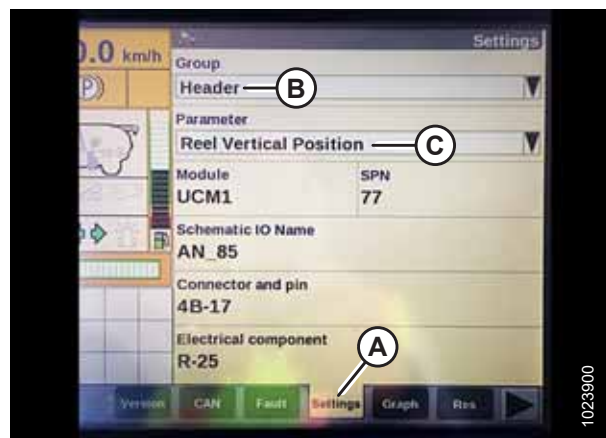 0.0 km/h
Settings
(P)
Group
Header
B
Parameter
Reel Vertical Position
C
Module
SPN
UCM1
77
Schematic IO Name
AN_85
Connector and pin
4B-17
Electrical component
R-25
A
Version
CAN
Fault
Settings
Graph
Res
1023900